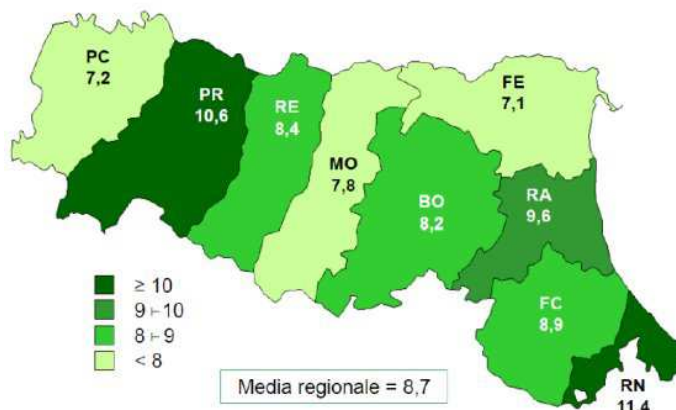 PC
7,2
PR
10,6
RE
8,4
MO
7,8
BO
8,2
FE
7,1
RA
9,6
FC
8,9
RN
11,4
≥ 10
9 ⊢ 10
8 ⊢ 9
< 8
Media regionale = 8,7